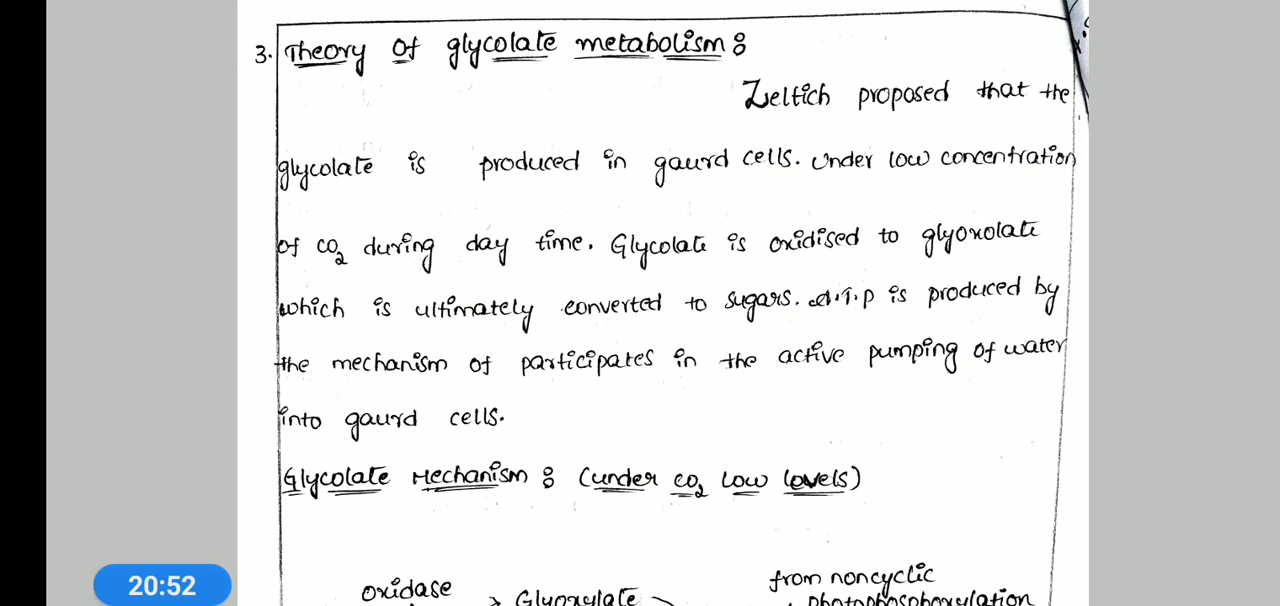 3. Theory of glycolate metabolism :
Zeltich proposed that the
glycolate is produced in gaurd cells. under low concentration
of CO2 during day time. Glycolate is oxidised to glyoxolate
which is ultimately converted to sugars. A.T.P is produced by
the mechanism of participates in the active pumping of water
into gaurd cells.
Glycolate Mechanism : (under CO2 low levels)
from noncyclic
oxidase → Glyoxylate photophosphoxylation
20:52